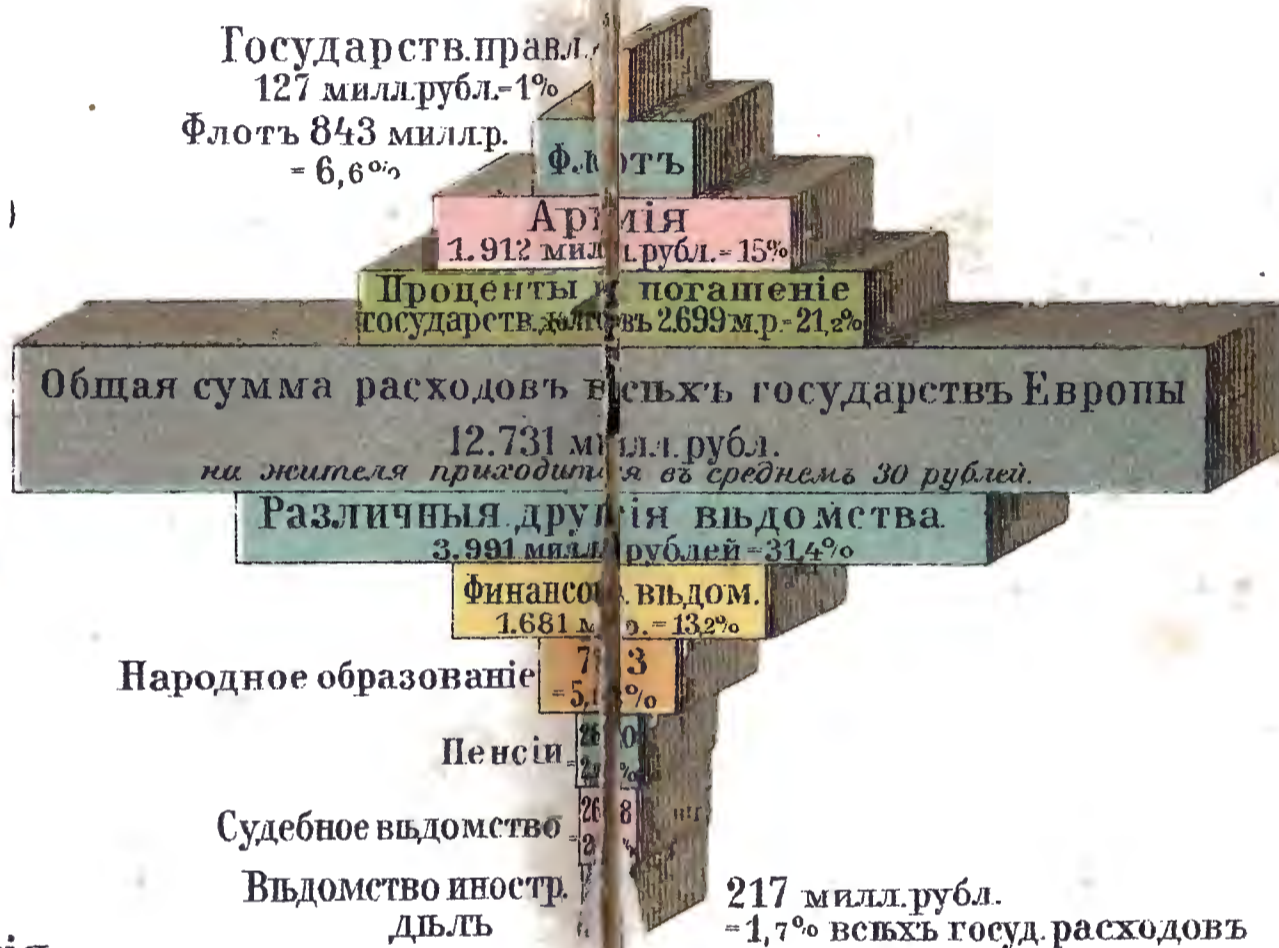 Государств.правл.
127 милл.рубл.=1%
Флотъ 843 милл.р.
= 6,6%
Флотъ
Армія
1.912 милл.рубл.= 15%
Проценты и погашеніе
государств.долговъ 2.699 м.р.= 21,2%
Общая сумма расходовъ всѣхъ государствъ Европы
12.731 милл.рубл.
на жителя приходится въ среднемъ 30 рублей.
Различныя другія вѣдомства
3.991 милл. рублей = 31,4%
Финансов. вѣдом.
1.681 м.р. = 13,2%
Народное образованіе
Пенсіи
Судебное вѣдомство
Вѣдомство иностр.
дѣлъ
217 милл.рубл.
=1,7% всѣхъ госуд.расходовъ